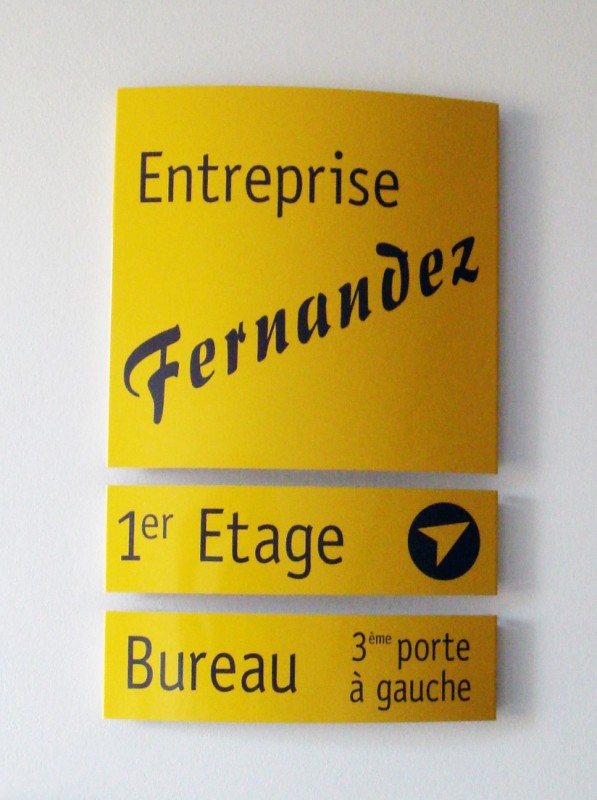 Entreprise
Fernandez
1er Etage
Bureau
3ème porte
à gauche